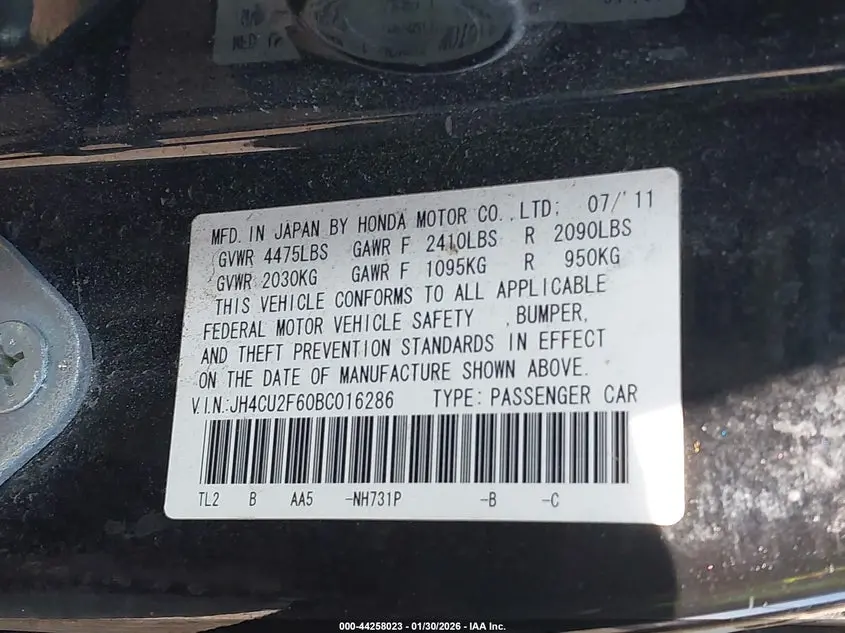 MFD. IN JAPAN BY HONDA MOTOR CO.,LTD: 07/'11
GVWR 4475LBS GAWR F 2410LBS R 2090LBS
GVWR 2030KG GAWR F 1095KG R 950KG
THIS VEHICLE CONFORMS TO ALL APPLICABLE
FEDERAL MOTOR VEHICLE SAFETY ,BUMPER,
AND THEFT PREVENTION STANDARDS IN EFFECT
ON THE DATE OF MANUFACTURE SHOWN ABOVE.
V.I.N:JH4CU2F60BC016286 TYPE: PASSENGER CAR
TL2 B AA5 -NH731P -B -C
000-44258023 — 01/30/2026 — IAA Inc.